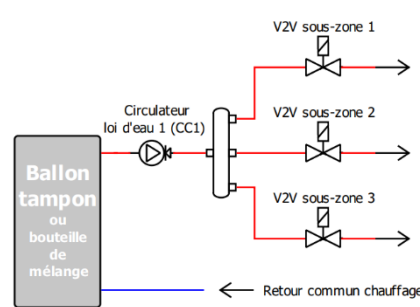 V2V sous-zone 1
Circulateur
loi d'eau 1 (CC1)
V2V sous-zone 2
Ballon
tampon
ou
bouteille
de
mélange
V2V sous-zone 3
Retour commun chauffage